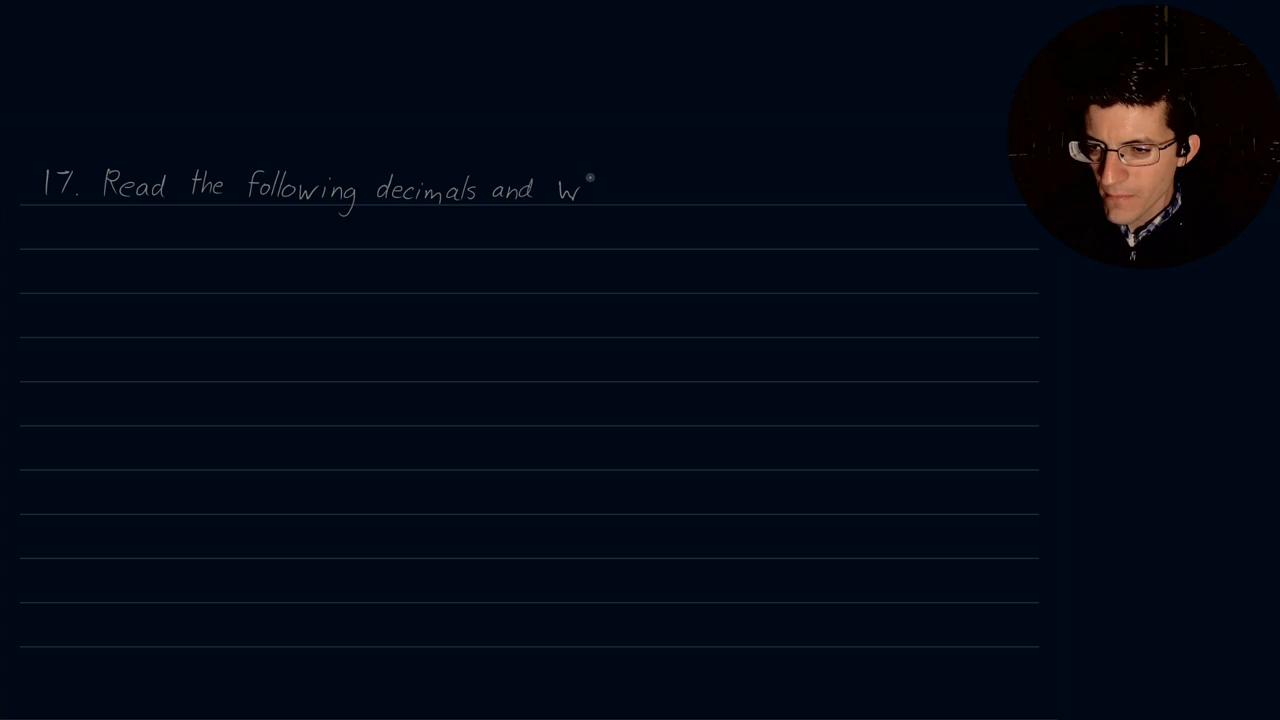 17. Read the following decimals and w